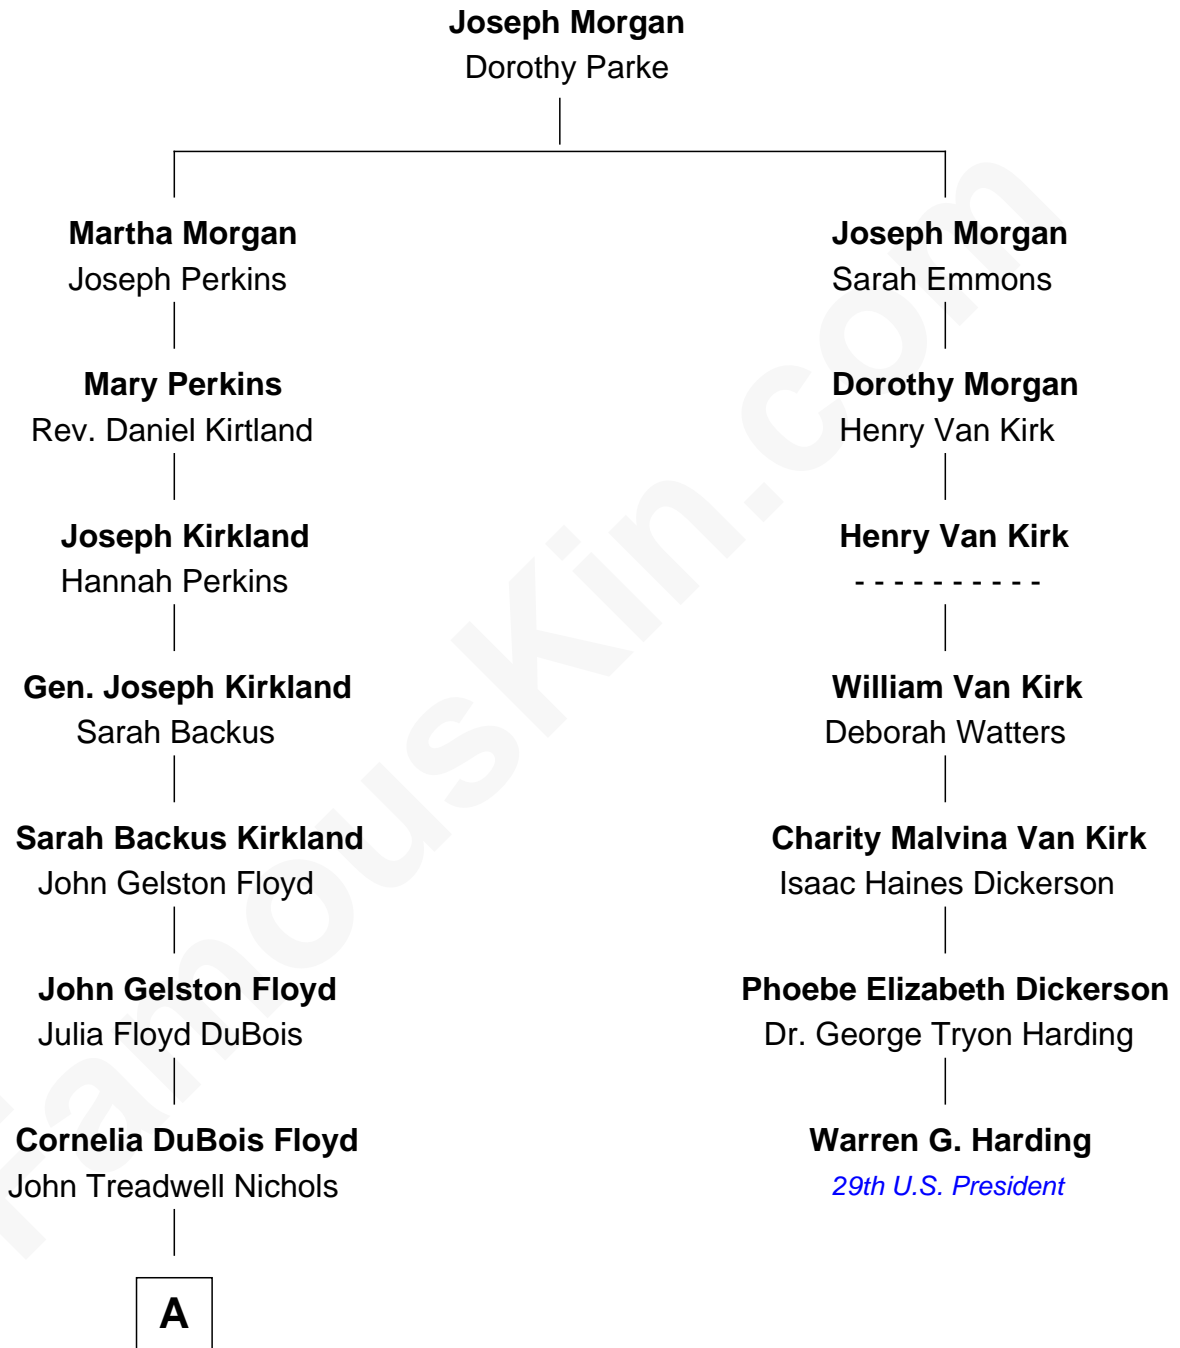 Joseph Morgan
Dorothy Parke
Martha Morgan
Joseph Perkins
Joseph Morgan
Sarah Emmons
Mary Perkins
Rev. Daniel Kirtland
Dorothy Morgan
Henry Van Kirk
Joseph Kirkland
Hannah Perkins
Henry Van Kirk
- - - - - - - - - -
Gen. Joseph Kirkland
Sarah Backus
William Van Kirk
Deborah Watters
Sarah Backus Kirkland
John Gelston Floyd
Charity Malvina Van Kirk
Isaac Haines Dickerson
John Gelston Floyd
Julia Floyd DuBois
Phoebe Elizabeth Dickerson
Dr. George Tryon Harding
Cornelia DuBois Floyd
John Treadwell Nichols
Warren G. Harding
29th U.S. President
A
FamousKin.com